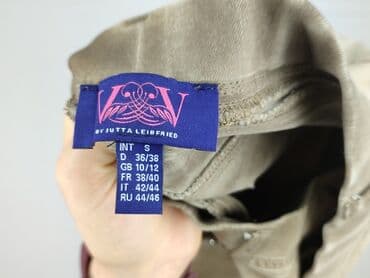 BY JUTTA LEIBFRIED
INT S
D 36/38
GB 10/12
FR 38/40
IT 42/44
RU 44/46